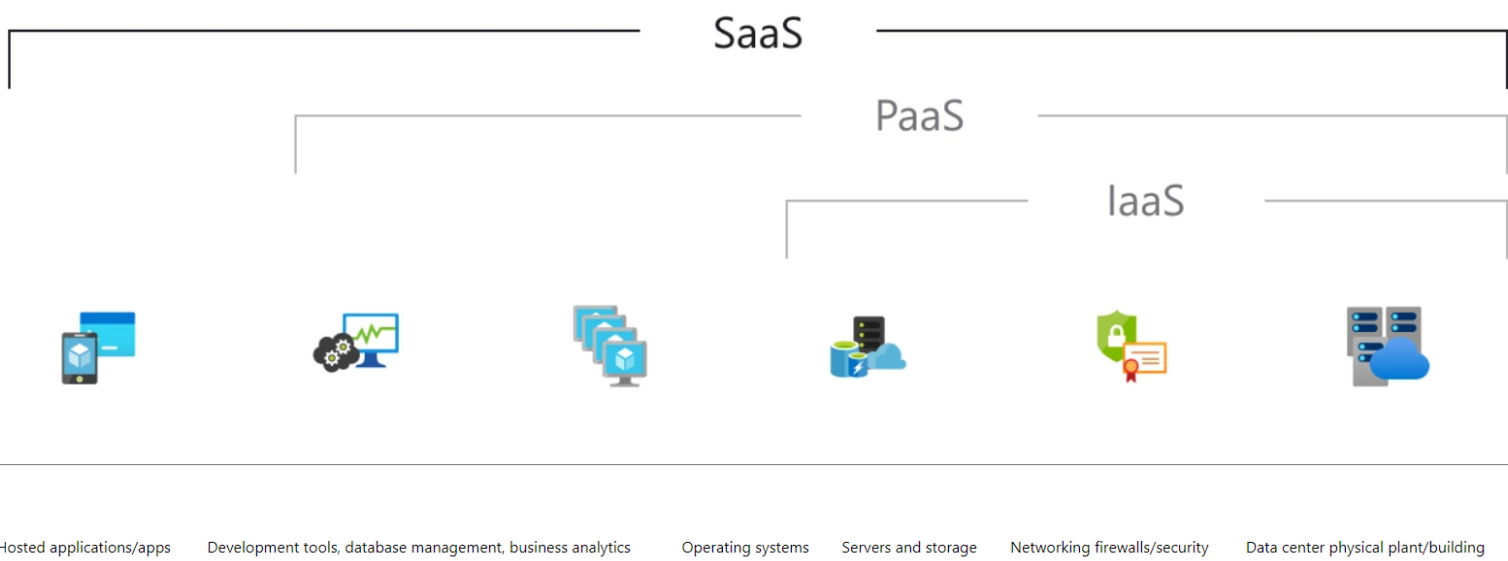 SaaS
PaaS
IaaS
Hosted applications/apps
Development tools, database management, business analytics
Operating systems
Servers and storage
Networking firewalls/security
Data center physical plant/building